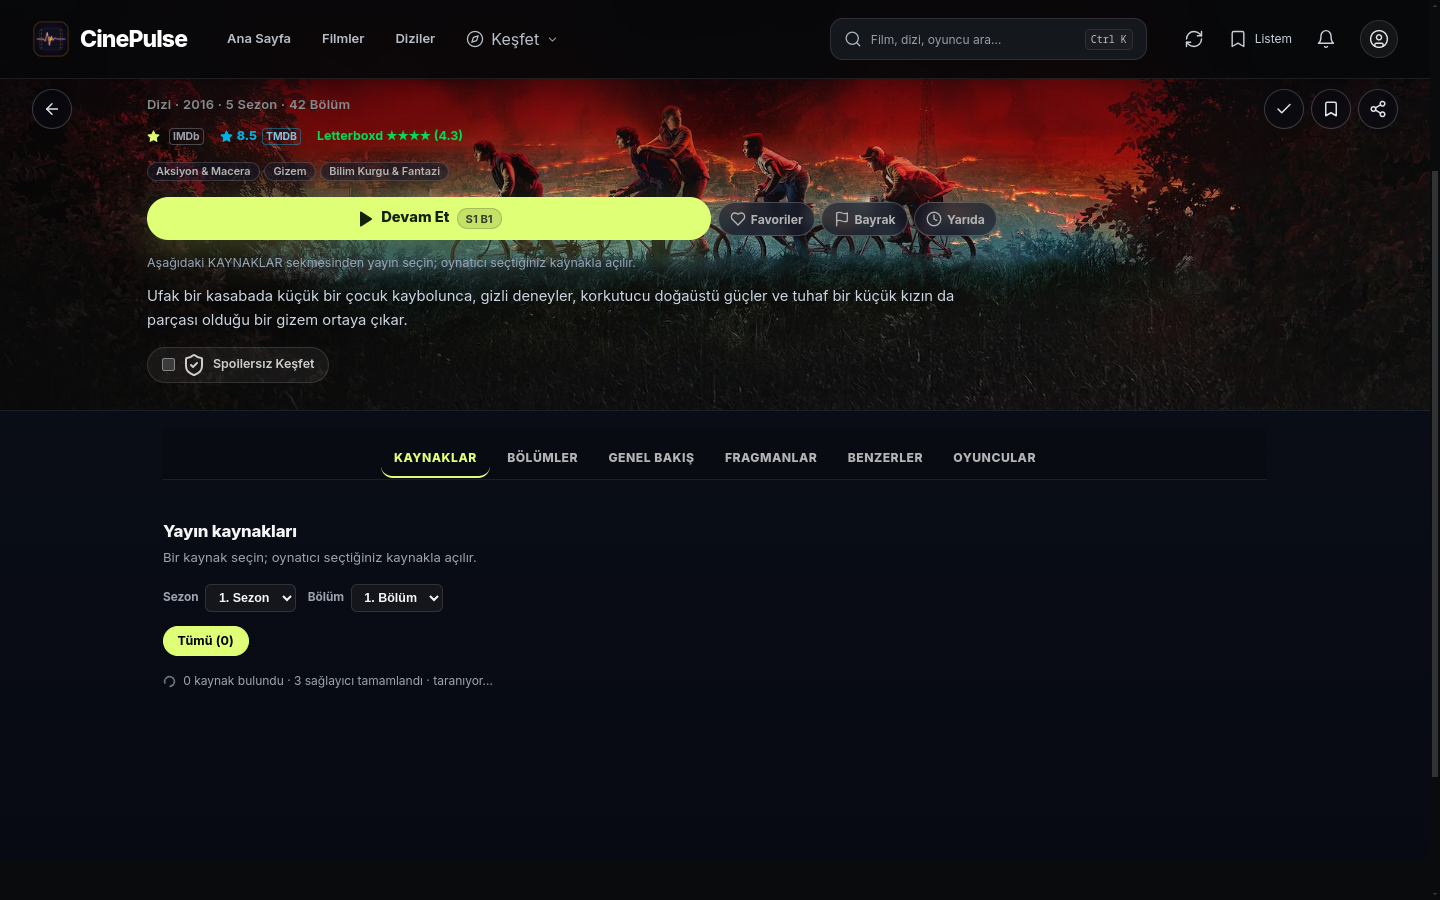 CinePulse Ana Sayfa Filmler Diziler Keşfet Film, dizi, oyuncu ara... Ctrl K Listem
Dizi · 2016 · 5 Sezon · 42 Bölüm
IMDb 8.5 TMDB Letterboxd ★★★★ (4.3)
Aksiyon & Macera Gizem Bilim Kurgu & Fantazi
Devam Et S1 B1 Favoriler Bayrak Yarıda
Aşağıdaki KAYNAKLAR sekmesinden yayın seçin; oynatıcı seçtiğiniz kaynakla açılır.
Ufak bir kasabada küçük bir çocuk kaybolunca, gizli deneyler, korkutucu doğaüstü güçler ve tuhaf bir küçük kızın da
parçası olduğu bir gizem ortaya çıkar.
Spoilersız Keşfet
KAYNAKLAR BÖLÜMLER GENEL BAKIŞ FRAGMANLAR BENZERLER OYUNCULAR
Yayın kaynakları
Bir kaynak seçin; oynatıcı seçtiğiniz kaynakla açılır.
Sezon 1. Sezon Bölüm 1. Bölüm
Tümü (0)
0 kaynak bulundu · 3 sağlayıcı tamamlandı · taranıyor...